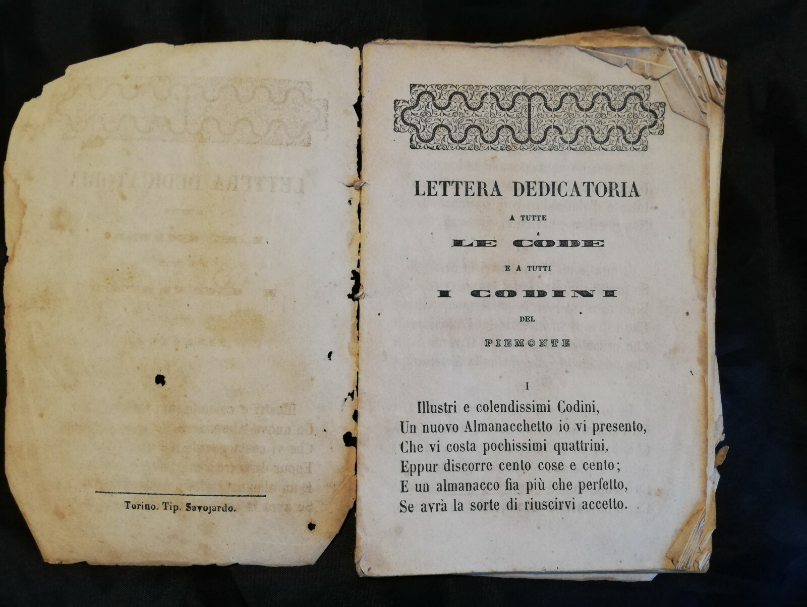 Torino. Tip. Savojardo.
LETTERA DEDICATORIA
A TUTTE
LE CODE
E A TUTTI
I CODINI
DEL
PIEMONTE
I
Illustri e colendissimi Codini,
Un nuovo Almanacchetto io vi presento,
Che vi costa pochissimi quattrini,
Eppur discorre cento cose e cento;
E un almanacco fia più che perfetto,
Se avrà la sorte di riuscirvi accetto.